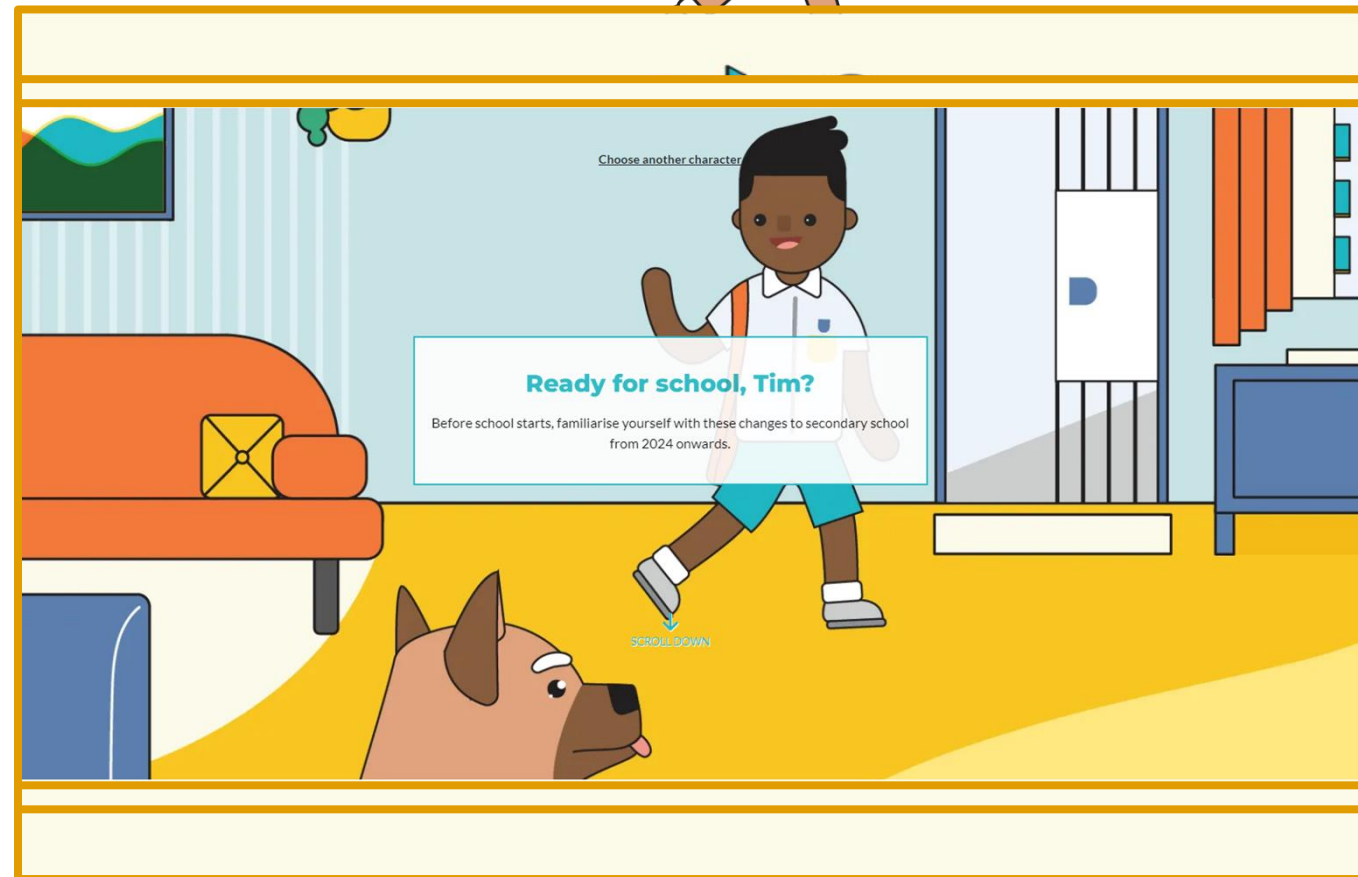 Choose another character
Ready for school, Tim?
Before school starts, familiarise yourself with these changes to secondary school
from 2024 onwards.
SCROLL DOWN